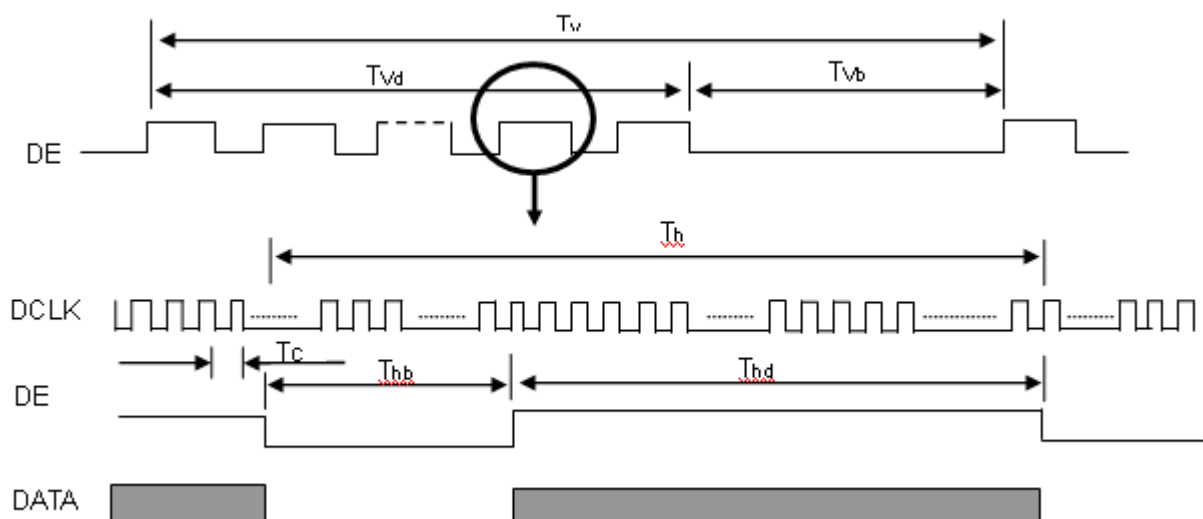 Tv
TVd
TVb
DE
Th
DCLK
Tc
Thb
Thd
DE
DATA